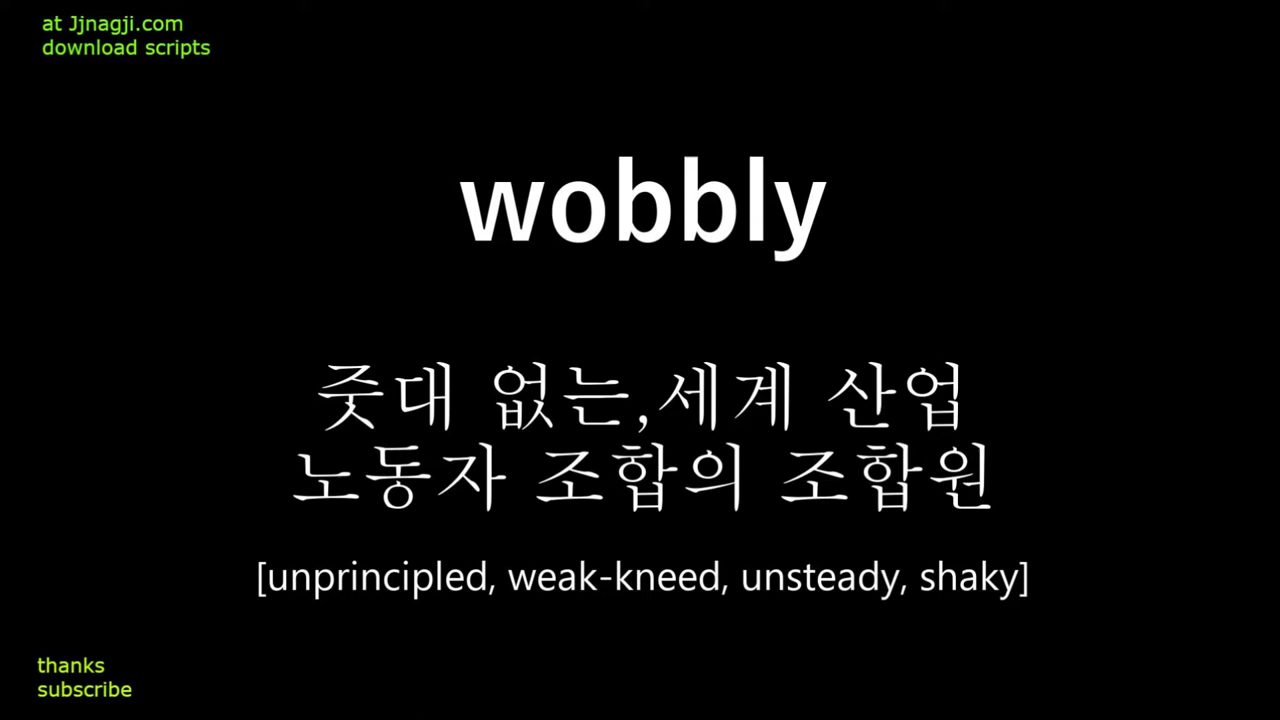 at Jjnagji.com
download scripts
wobbly
줏대 없는,세계 산업
노동자 조합의 조합원
[unprincipled, weak-kneed, unsteady, shaky]
thanks
subscribe